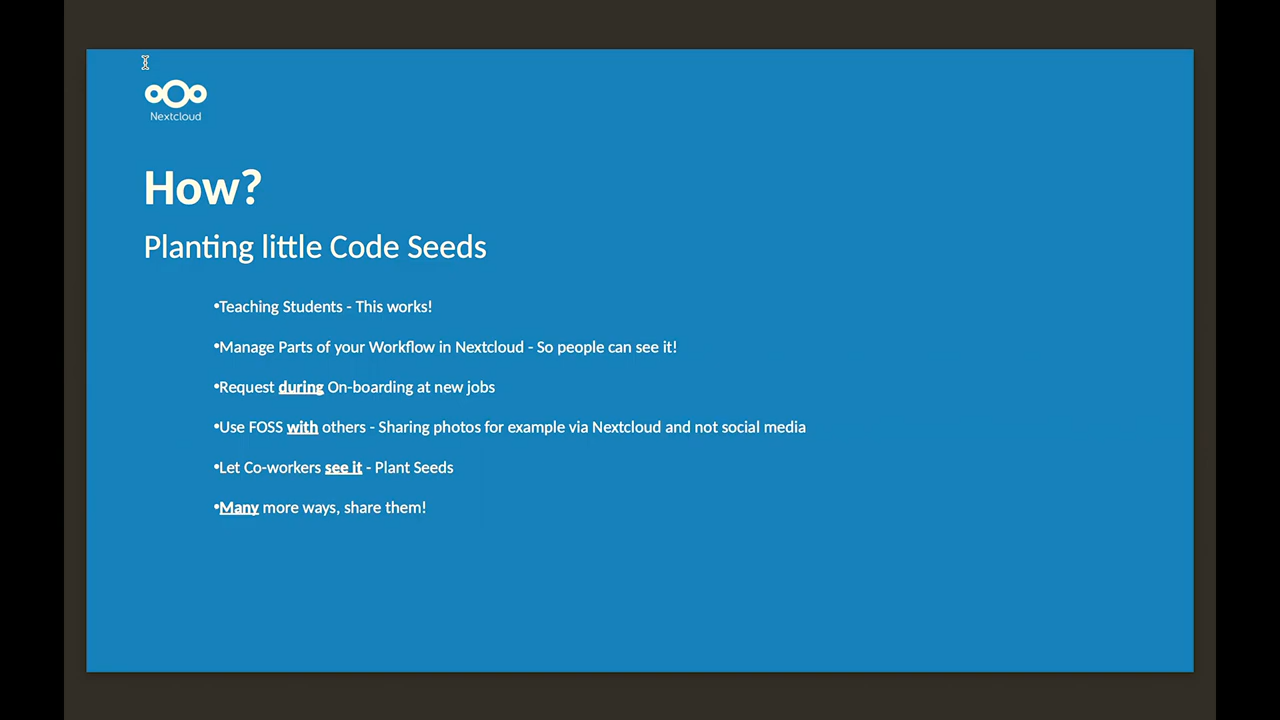 Nextcloud
How?
Planting little Code Seeds
•Teaching Students - This works!
•Manage Parts of your Workflow in Nextcloud - So people can see it!
•Request during On-boarding at new jobs
•Use FOSS with others - Sharing photos for example via Nextcloud and not social media
•Let Co-workers see it - Plant Seeds
•Many more ways, share them!